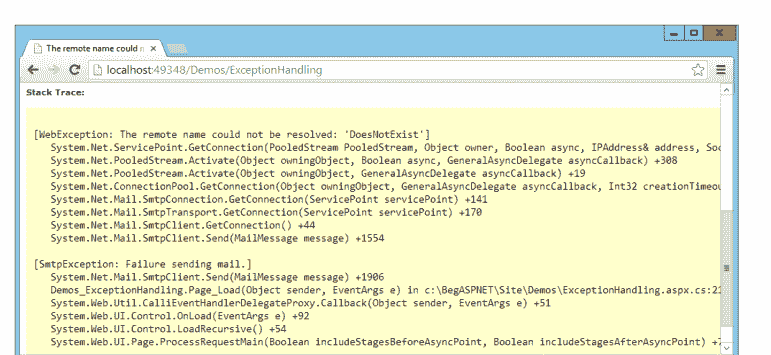 The remote name could n
localhost:49348/Demos/ExceptionHandling
Stack Trace:
[WebException: The remote name could not be resolved: 'DoesNotExist']
System.Net.ServicePoint.GetConnection(PooledStream PooledStream, Object owner, Boolean async, IPAddress& address, Soc
System.Net.PooledStream.Activate(Object owningObject, Boolean async, GeneralAsyncDelegate asyncCallback) +308
System.Net.PooledStream.Activate(Object owningObject, GeneralAsyncDelegate asyncCallback) +19
System.Net.ConnectionPool.GetConnection(Object owningObject, GeneralAsyncDelegate asyncCallback, Int32 creationTimeou
System.Net.Mail.SmtpConnection.GetConnection(ServicePoint servicePoint) +141
System.Net.Mail.SmtpTransport.GetConnection(ServicePoint servicePoint) +170
System.Net.Mail.SmtpClient.GetConnection() +44
System.Net.Mail.SmtpClient.Send(MailMessage message) +1554
[SmtpException: Failure sending mail.]
System.Net.Mail.SmtpClient.Send(MailMessage message) +1906
Demos_ExceptionHandling.Page_Load(Object sender, EventArgs e) in c:\BegASPNET\Site\Demos\ExceptionHandling.aspx.cs:21
System.Web.Util.CalliEventHandlerDelegateProxy.Callback(Object sender, EventArgs e) +51
System.Web.UI.Control.OnLoad(EventArgs e) +92
System.Web.UI.Control.LoadRecursive() +54
System.Web.UI.Page.ProcessRequestMain(Boolean includeStagesBeforeAsyncPoint, Boolean includeStagesAfterAsyncPoint) +7